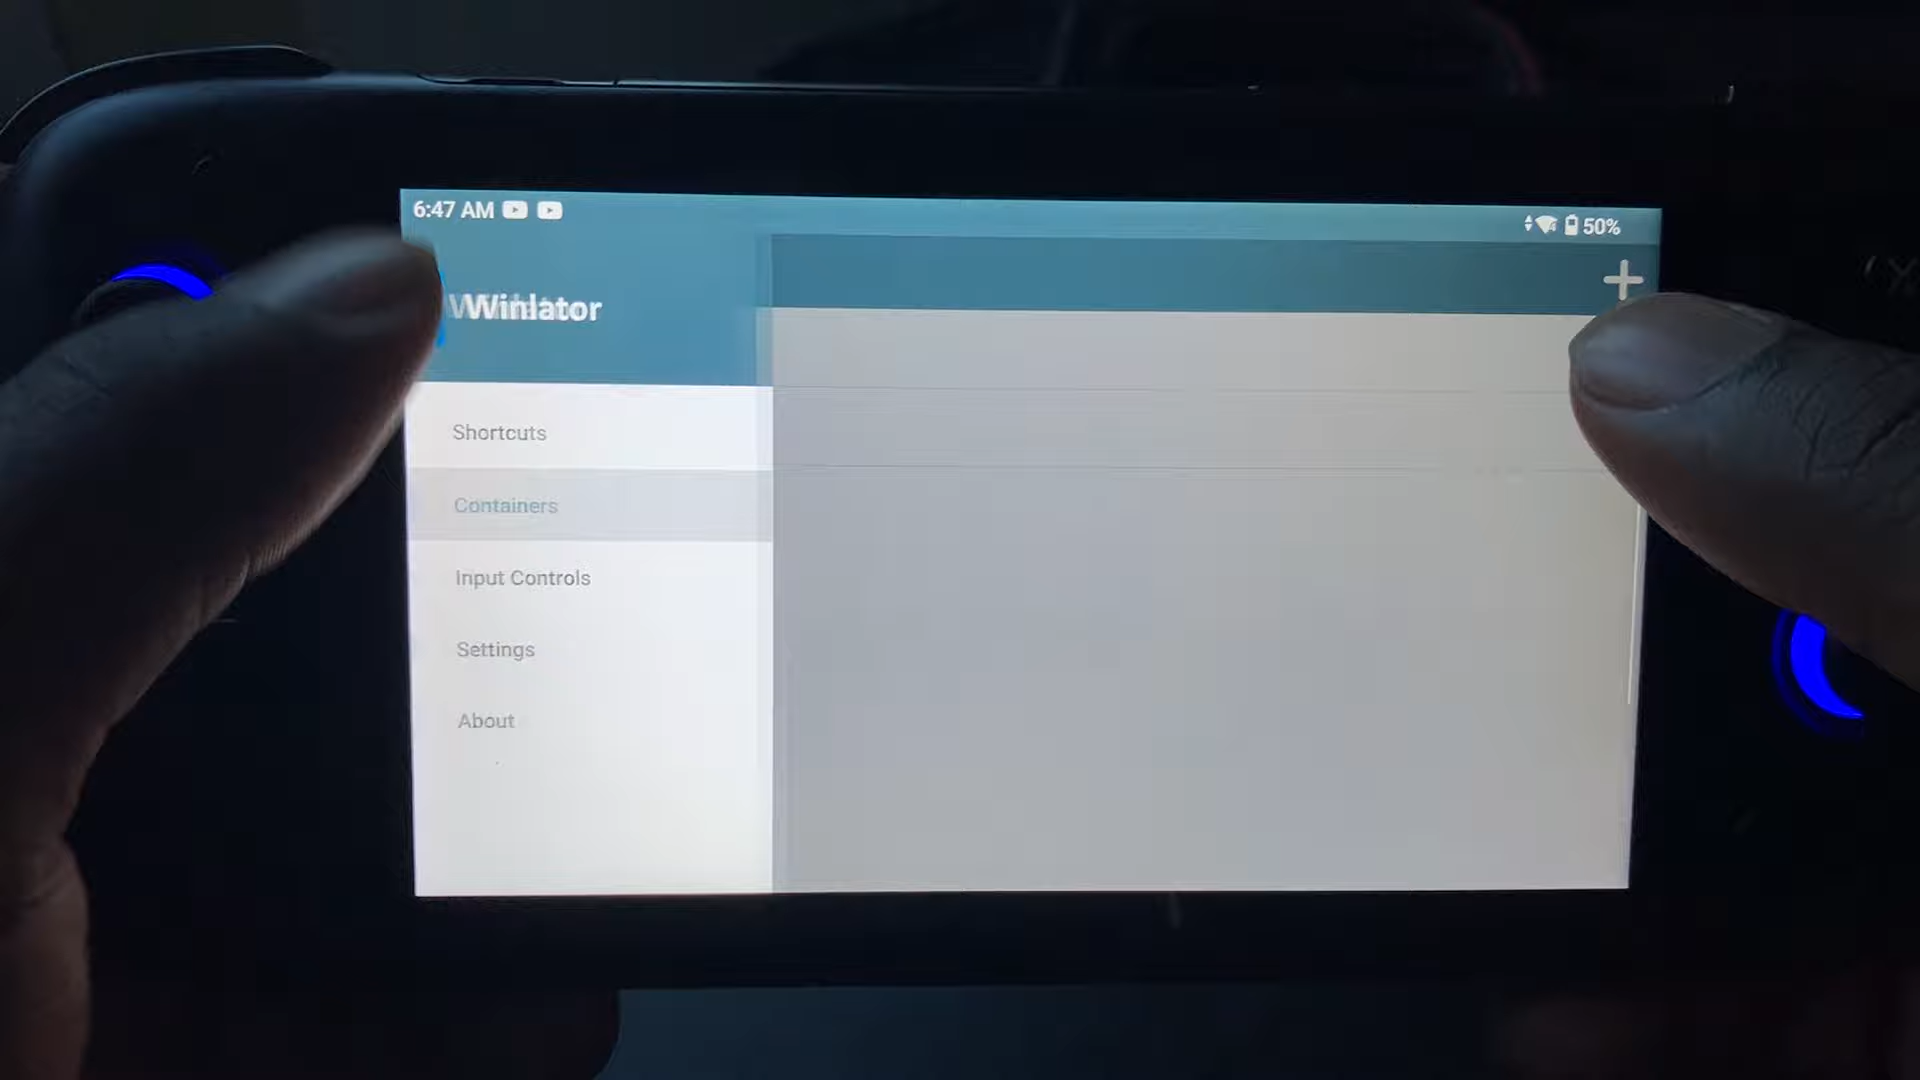 6:47 AM
50%
Winlator
Shortcuts
Containers
Input Controls
Settings
About